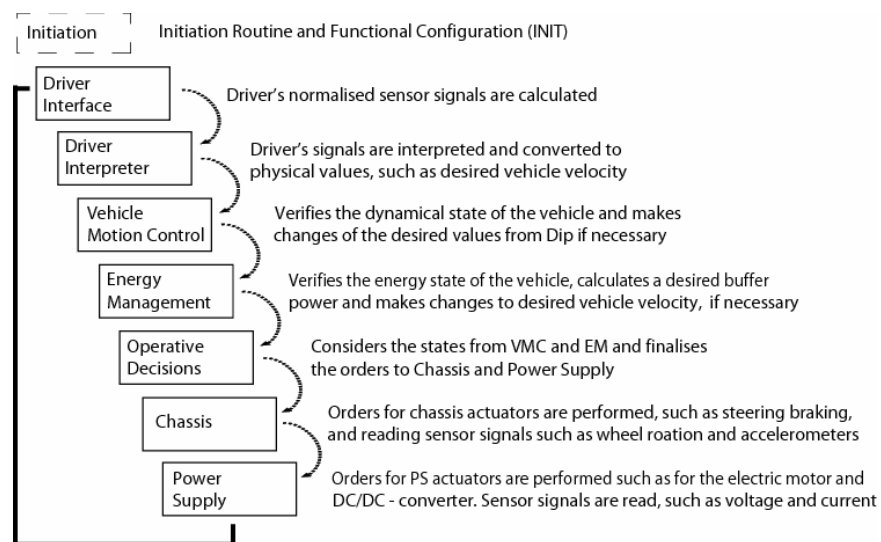 Initiation
Initiation Routine and Functional Configuration (INIT)
Driver
Interface
Driver's normalised sensor signals are calculated
Driver
Interpreter
Driver's signals are interpreted and converted to
physical values, such as desired vehicle velocity
Vehicle
Motion Control
Verifies the dynamical state of the vehicle and makes
changes of the desired values from Dip if necessary
Energy
Management
Verifies the energy state of the vehicle, calculates a desired buffer
power and makes changes to desired vehicle velocity, if necessary
Operative
Decisions
Considers the states from VMC and EM and finalises
the orders to Chassis and Power Supply
Chassis
Orders for chassis actuators are performed, such as steering braking,
and reading sensor signals such as wheel roation and accelerometers
Power
Supply
Orders for PS actuators are performed such as for the electric motor and
DC/DC - converter. Sensor signals are read, such as voltage and current